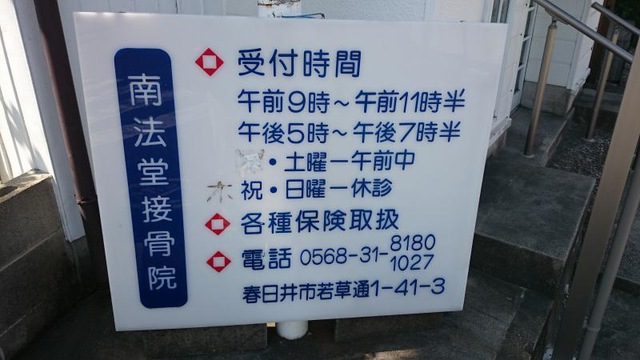 南法堂接骨院
受付時間
午前9時～午前11時半
午後5時～午後7時半
・土曜ー午前中
木 祝・日曜ー休診
各種保険取扱
電話 0568-31-8180
1027
春日井市若草通1-41-3